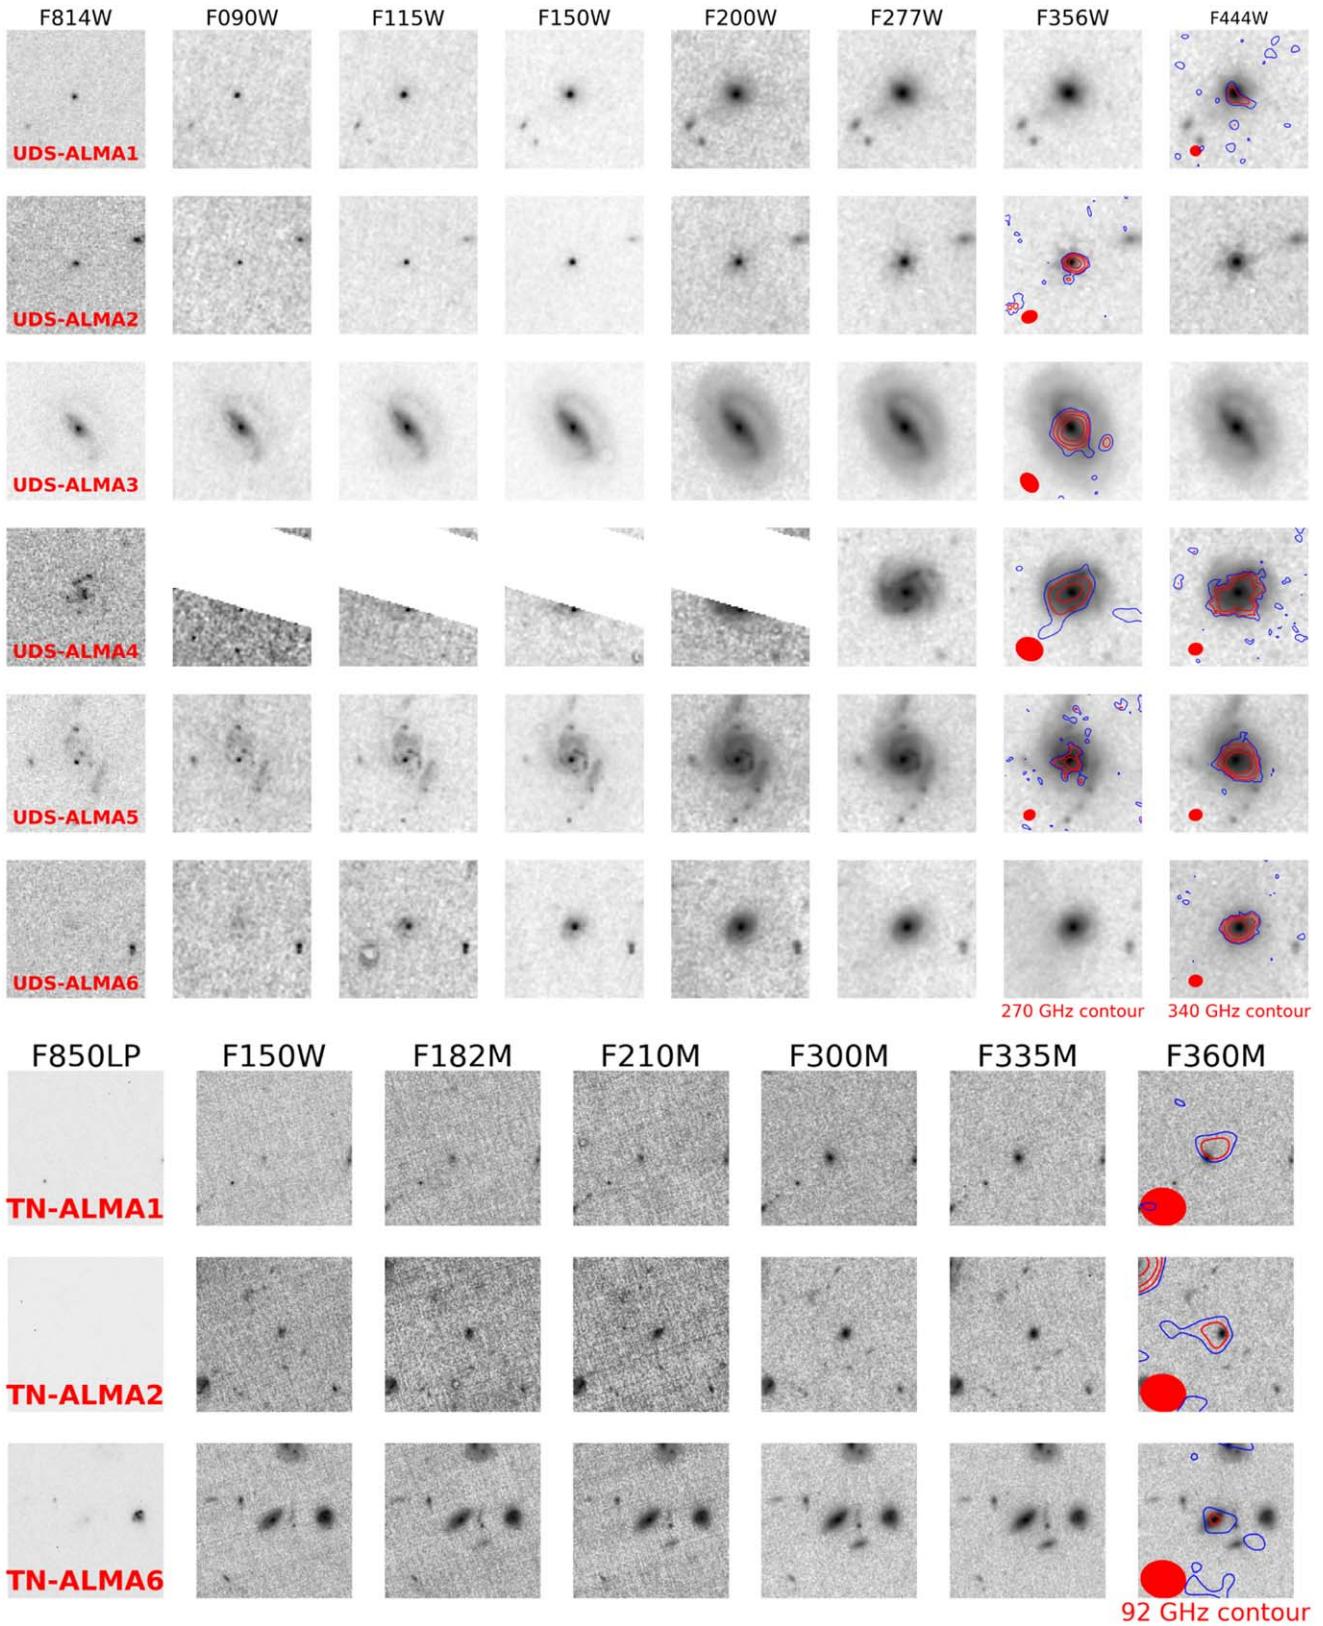 F814W F090W F115W F150W F200W F277W F356W F444W
UDS-ALMA1
UDS-ALMA2
UDS-ALMA3
UDS-ALMA4
UDS-ALMA5
UDS-ALMA6
270 GHz contour 340 GHz contour
F850LP F150W F182M F210M F300M F335M F360M
TN-ALMA1
TN-ALMA2
TN-ALMA6
92 GHz contour